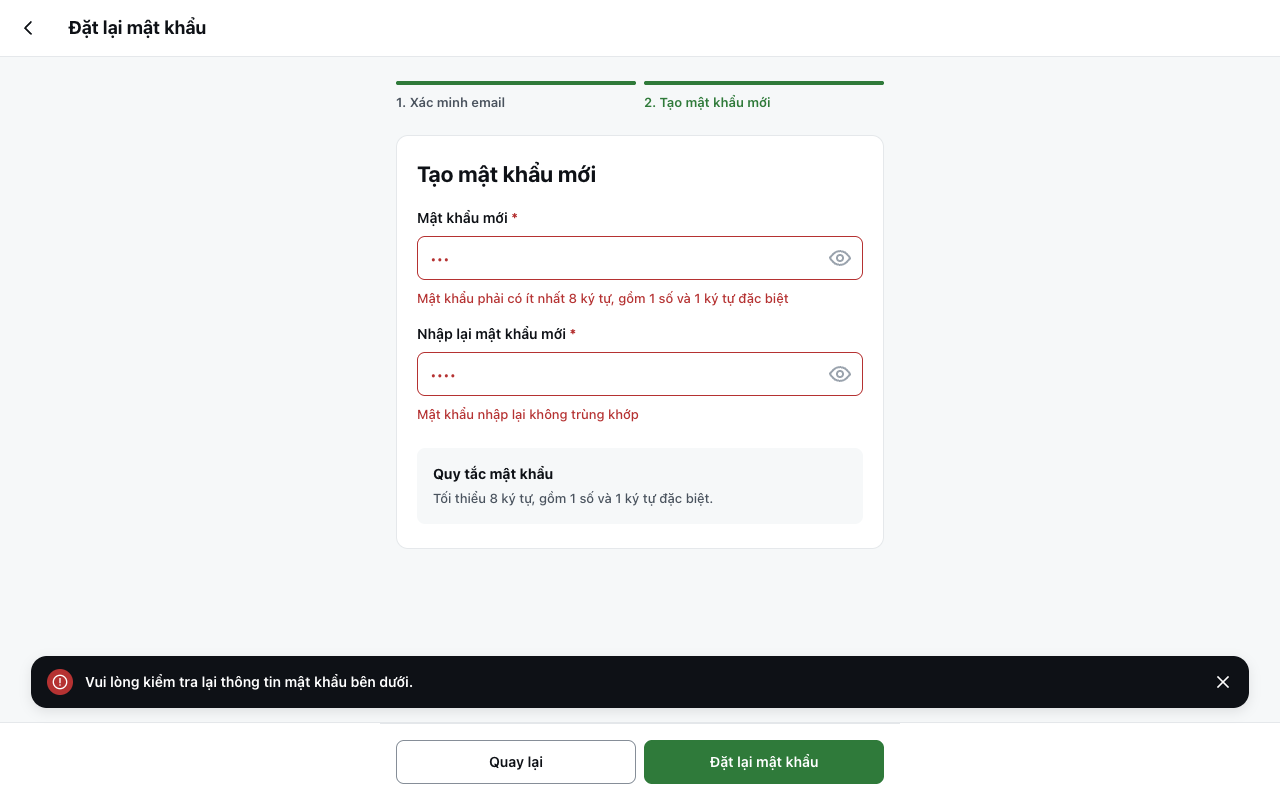 Đặt lại mật khẩu
1. Xác minh email
2. Tạo mật khẩu mới
Tạo mật khẩu mới
Mật khẩu mới *
•••
Mật khẩu phải có ít nhất 8 ký tự, gồm 1 số và 1 ký tự đặc biệt
Nhập lại mật khẩu mới *
••••
Mật khẩu nhập lại không trùng khớp
Quy tắc mật khẩu
Tối thiểu 8 ký tự, gồm 1 số và 1 ký tự đặc biệt.
Vui lòng kiểm tra lại thông tin mật khẩu bên dưới.
Quay lại
Đặt lại mật khẩu